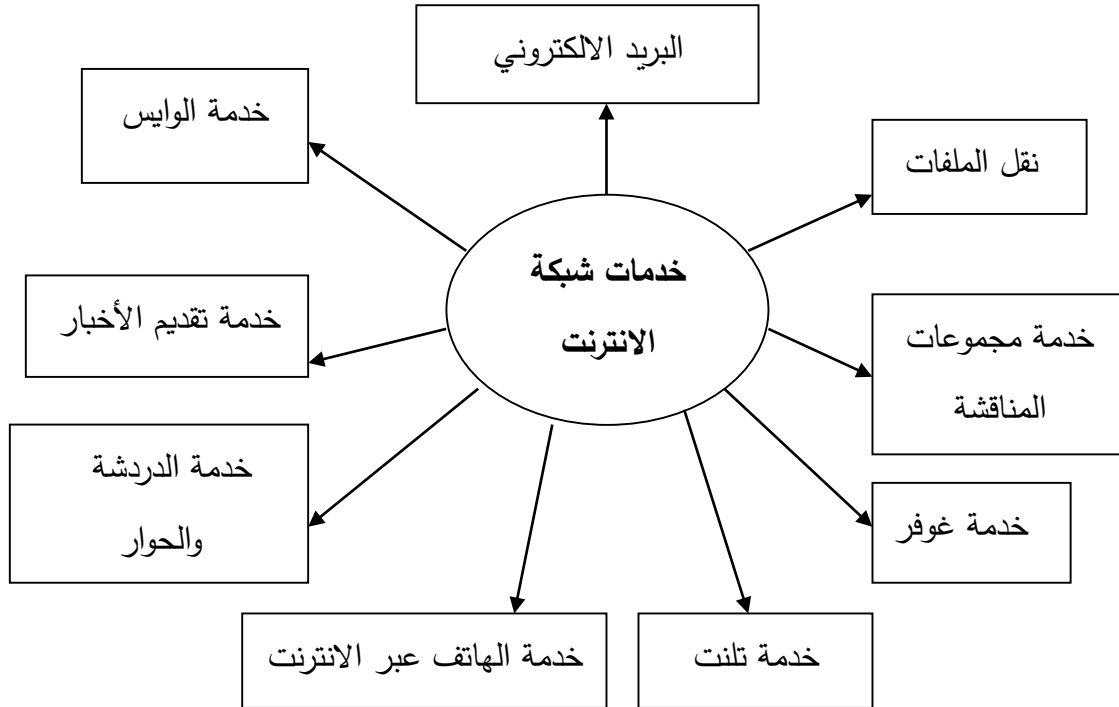 البريد الالكتروني
خدمة الوايس
نقل الملفات
خدمات شبكة
الانترنت
خدمة تقديم الأخبار
خدمة مجموعات
المناقشة
خدمة الدردشة
والحوار
خدمة غوفر
خدمة الهاتف عبر الانترنت
خدمة تلنت